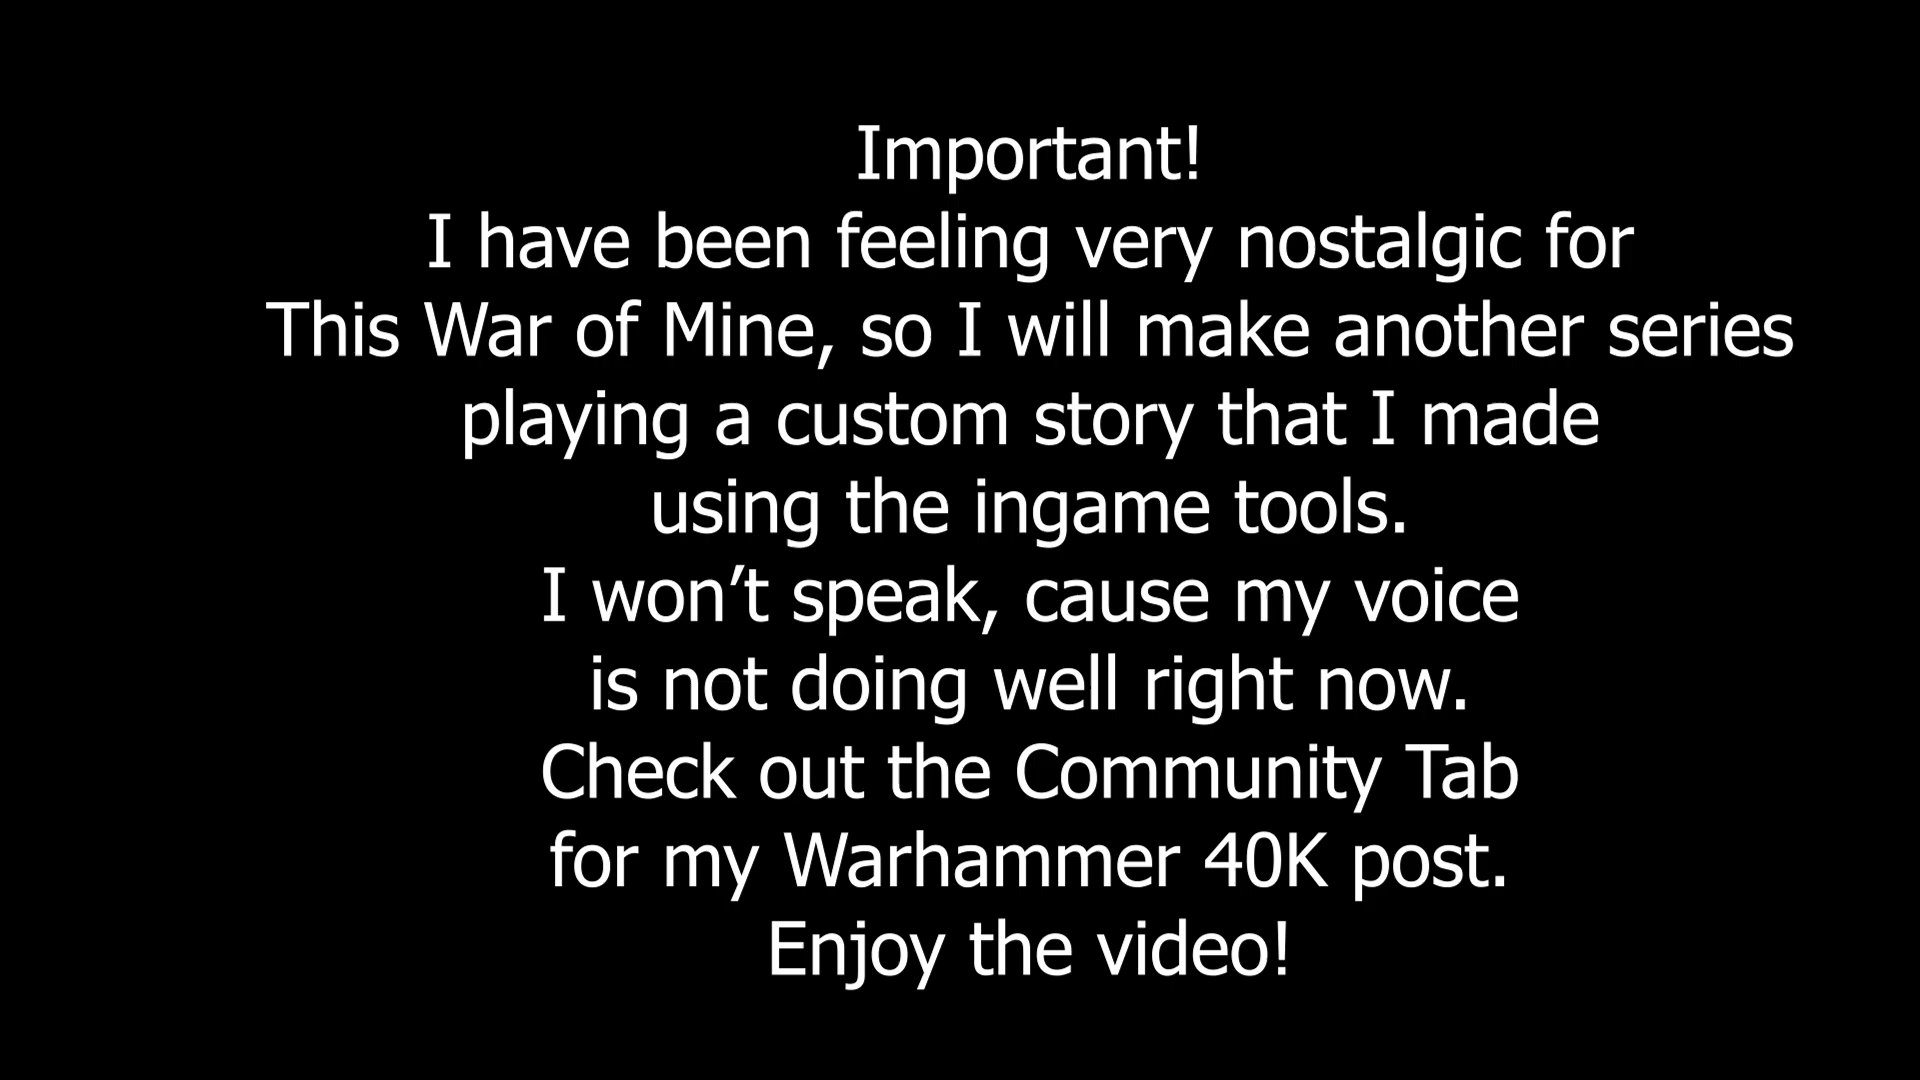 Important!
I have been feeling very nostalgic for
This War of Mine, so I will make another series
playing a custom story that I made
using the ingame tools.
I won’t speak, cause my voice
is not doing well right now.
Check out the Community Tab
for my Warhammer 40K post.
Enjoy the video!